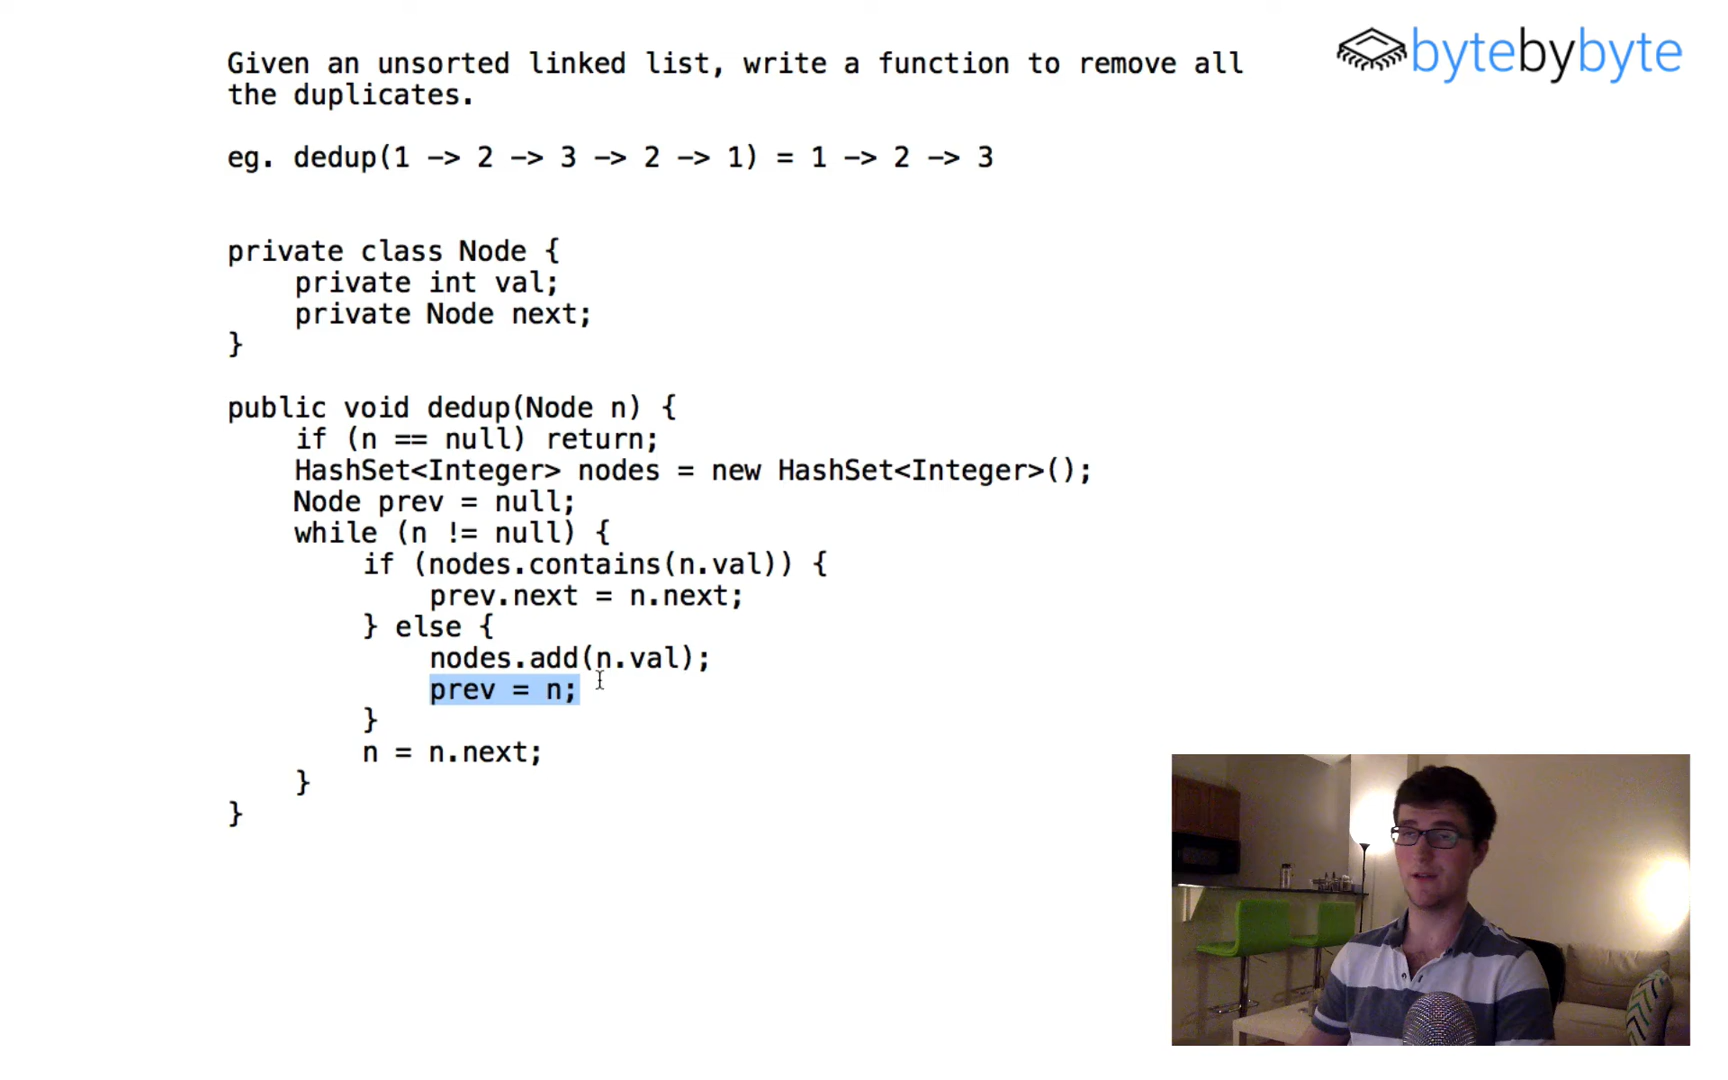 bytebybyte
Given an unsorted linked list, write a function to remove all
the duplicates.
eg. dedup(1 -> 2 -> 3 -> 2 -> 1) = 1 -> 2 -> 3
private class Node {
    private int val;
    private Node next;
}
public void dedup(Node n) {
    if (n == null) return;
    HashSet<Integer> nodes = new HashSet<Integer>();
    Node prev = null;
    while (n != null) {
        if (nodes.contains(n.val)) {
            prev.next = n.next;
        } else {
            nodes.add(n.val);
            prev = n;
        }
        n = n.next;
    }
}